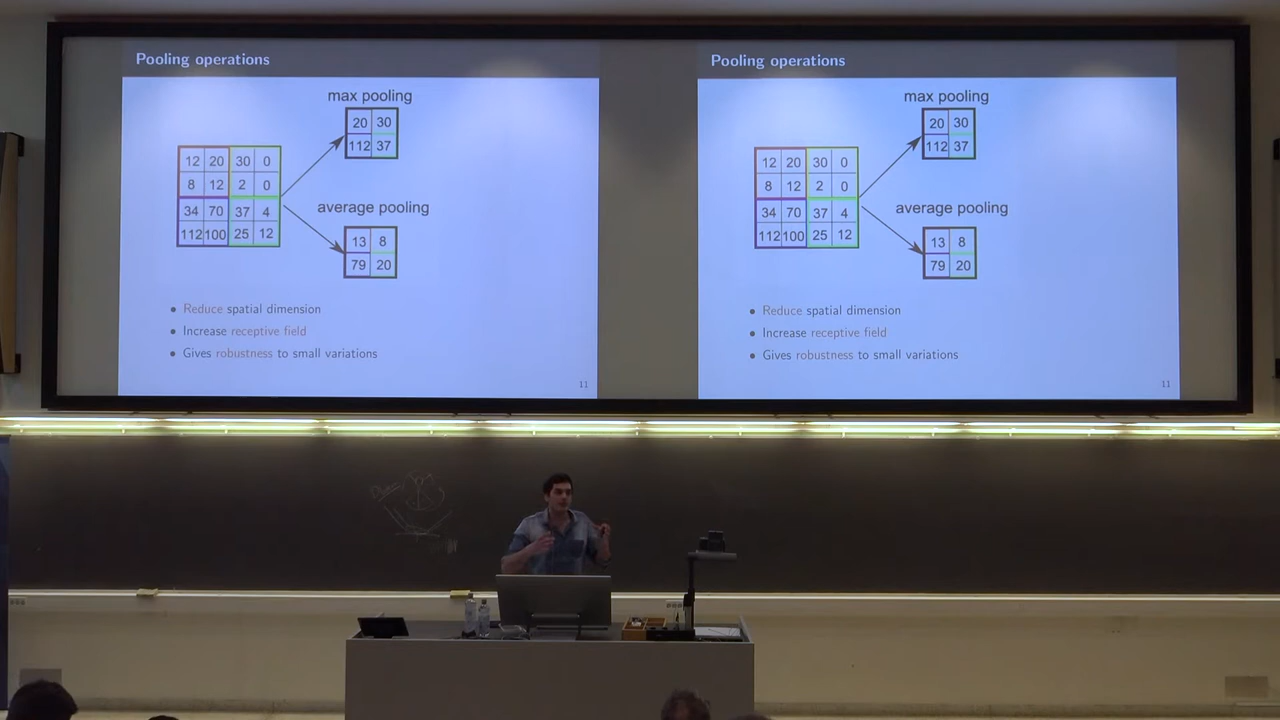 Pooling operations
max pooling
20 30
112 37
12 20 30 0
8 12 2 0
34 70 37 4
112 100 25 12
average pooling
13 8
79 20
• Reduce spatial dimension
• Increase receptive field
• Gives robustness to small variations
11
Pooling operations
max pooling
20 30
112 37
12 20 30 0
8 12 2 0
34 70 37 4
112 100 25 12
average pooling
13 8
79 20
• Reduce spatial dimension
• Increase receptive field
• Gives robustness to small variations
11